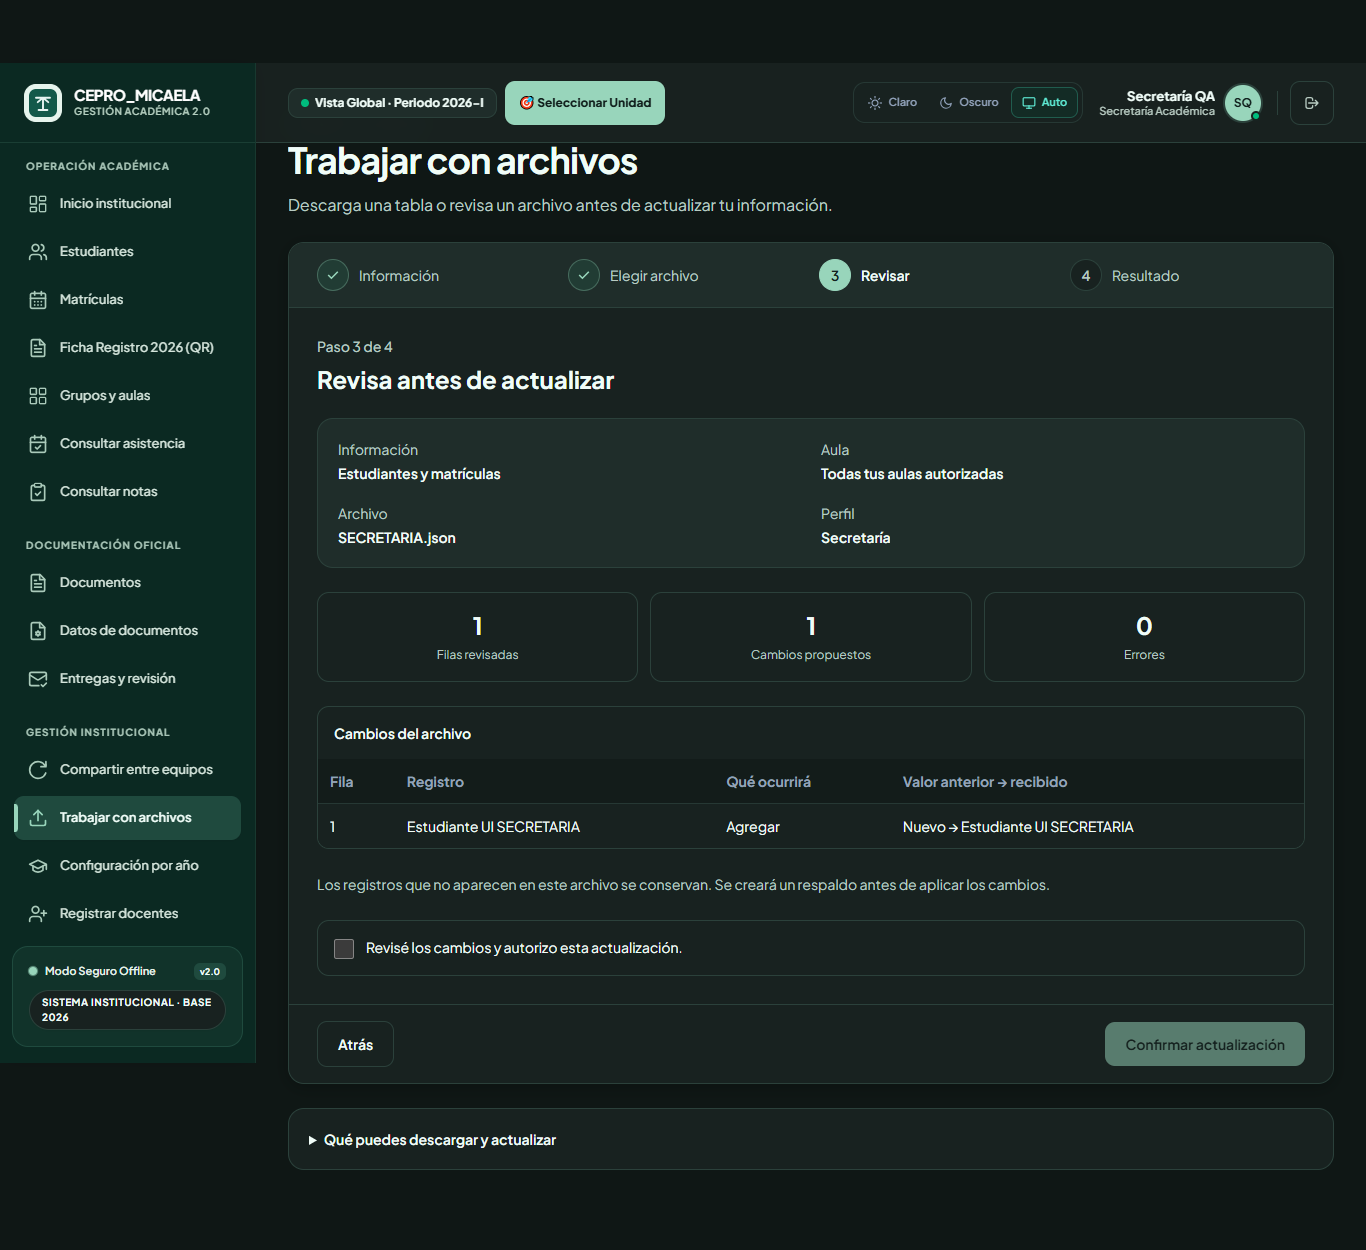 CEPRO_MICAELA
GESTIÓN ACADÉMICA 2.0
Vista Global · Periodo 2026-I
Seleccionar Unidad
Claro
Oscuro
Auto
Secretaría QA
Secretaría Académica
SQ
OPERACIÓN ACADÉMICA
Inicio institucional
Estudiantes
Matrículas
Ficha Registro 2026 (QR)
Grupos y aulas
Consultar asistencia
Consultar notas
DOCUMENTACIÓN OFICIAL
Documentos
Datos de documentos
Entregas y revisión
GESTIÓN INSTITUCIONAL
Compartir entre equipos
Trabajar con archivos
Configuración por año
Registrar docentes
Modo Seguro Offline
v2.0
SISTEMA INSTITUCIONAL · BASE
2026
Trabajar con archivos
Descarga una tabla o revisa un archivo antes de actualizar tu información.
Información
Elegir archivo
3 Revisar
4 Resultado
Paso 3 de 4
Revisa antes de actualizar
Información
Estudiantes y matrículas
Aula
Todas tus aulas autorizadas
Archivo
SECRETARIA.json
Perfil
Secretaría
1
Filas revisadas
1
Cambios propuestos
0
Errores
Cambios del archivo
Fila Registro Qué ocurrirá Valor anterior → recibido
1 Estudiante UI SECRETARIA Agregar Nuevo → Estudiante UI SECRETARIA
Los registros que no aparecen en este archivo se conservan. Se creará un respaldo antes de aplicar los cambios.
Revisé los cambios y autorizo esta actualización.
Atrás
Confirmar actualización
Qué puedes descargar y actualizar